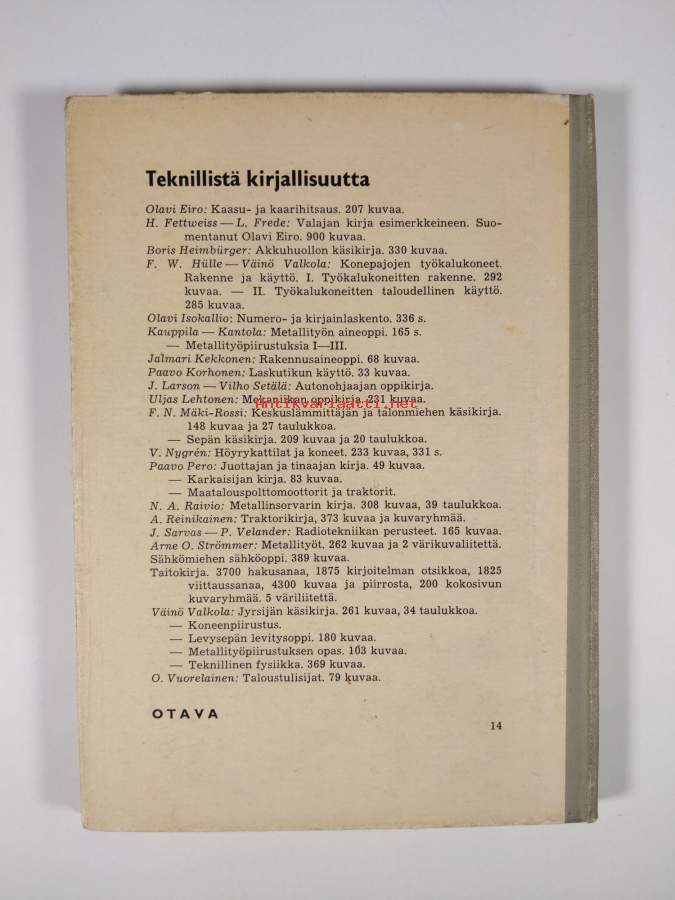 Teknillistä kirjallisuutta
Olavi Eiro: Kaasu- ja kaarihitsaus. 207 kuvaa.
H. Fettweiss — L. Frede: Valajan kirja esimerkkeineen. Suo-
mentanut Olavi Eiro. 900 kuvaa.
Boris Heimbürger: Akkuhuollon käsikirja. 330 kuvaa.
F. W. Hülle — Väinö Valkola: Konepajojen työkalukoneet.
Rakenne ja käyttö. I. Työkalukoneitten rakenne. 292
kuvaa. — II. Työkalukoneitten taloudellinen käyttö.
285 kuvaa.
Olavi Isokallio: Numero- ja kirjainlaskento. 336 s.
Kauppila — Kantola: Metallityön aineoppi. 165 s.
— Metallityöpiirustuksia I—III.
Jalmari Kekkonen: Rakennusaineoppi. 68 kuvaa.
Paavo Korhonen: Laskutikun käyttö. 33 kuvaa.
J. Larson — Vilho Setälä: Autonohjaajan oppikirja.
Uljas Lehtonen: Mekaniikan oppikirja. 231 kuvaa.
Antikvariaatti.net
F. N. Mäki-Rossi: Keskuslämmittäjän ja talonmiehen käsikirja.
148 kuvaa ja 27 taulukkoa.
— Sepän käsikirja. 209 kuvaa ja 20 taulukkoa.
V. Nygrén: Höyrykattilat ja koneet. 233 kuvaa, 331 s.
Paavo Pero: Juottajan ja tinaajan kirja. 49 kuvaa.
— Karkaisijan kirja. 83 kuvaa.
— Maatalouspolttomoottorit ja traktorit.
N. A. Raivio: Metallinsorvarin kirja. 308 kuvaa, 39 taulukkoa.
A. Reinikainen: Traktorikirja, 373 kuvaa ja kuvaryhmää.
J. Sarvas — P. Velander: Radiotekniikan perusteet. 165 kuvaa.
Arne O. Strömmer: Metallityöt. 262 kuvaa ja 2 värikuvaliitettä.
Sähkömiehen sähköoppi. 389 kuvaa.
Taitokirja. 3700 hakusanaa, 1875 kirjoitelman otsikkoa, 1825
viittaussanaa, 4300 kuvaa ja piirrosta, 200 kokosivun
kuvaryhmää. 5 väriliitettä.
Väinö Valkola: Jyrsijän käsikirja. 261 kuvaa, 34 taulukkoa.
— Koneenpiirustus.
— Levysepän levitysoppi. 180 kuvaa.
— Metallityöpiirustuksen opas. 103 kuvaa.
— Teknillinen fysiikka. 369 kuvaa.
O. Vuorelainen: Taloustulisijat. 79 kuvaa.
OTAVA
14